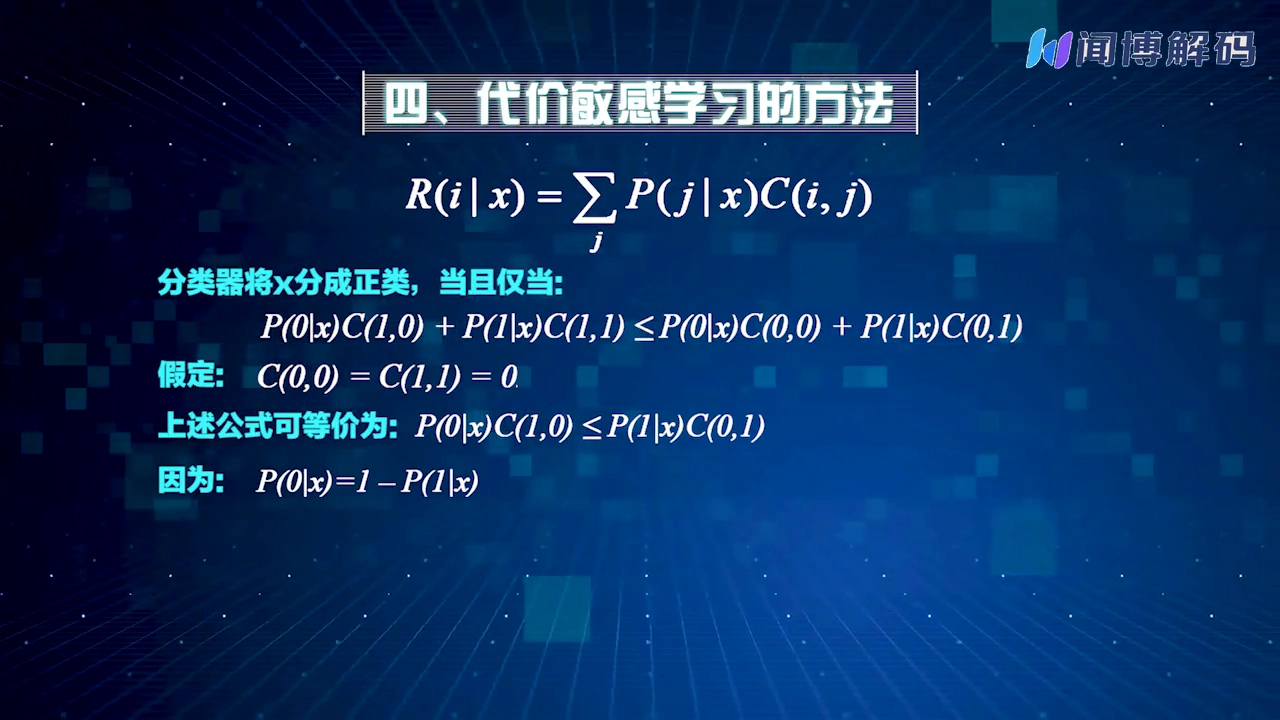 闻博解码
四、代价敏感学习的方法
R(i | x) = ∑ P( j | x)C(i, j)
j
分类器将x分成正类，当且仅当:
P(0|x)C(1,0) + P(1|x)C(1,1) ≤ P(0|x)C(0,0) + P(1|x)C(0,1)
假定: C(0,0) = C(1,1) = 0
上述公式可等价为: P(0|x)C(1,0) ≤ P(1|x)C(0,1)
因为: P(0|x)=1 – P(1|x)